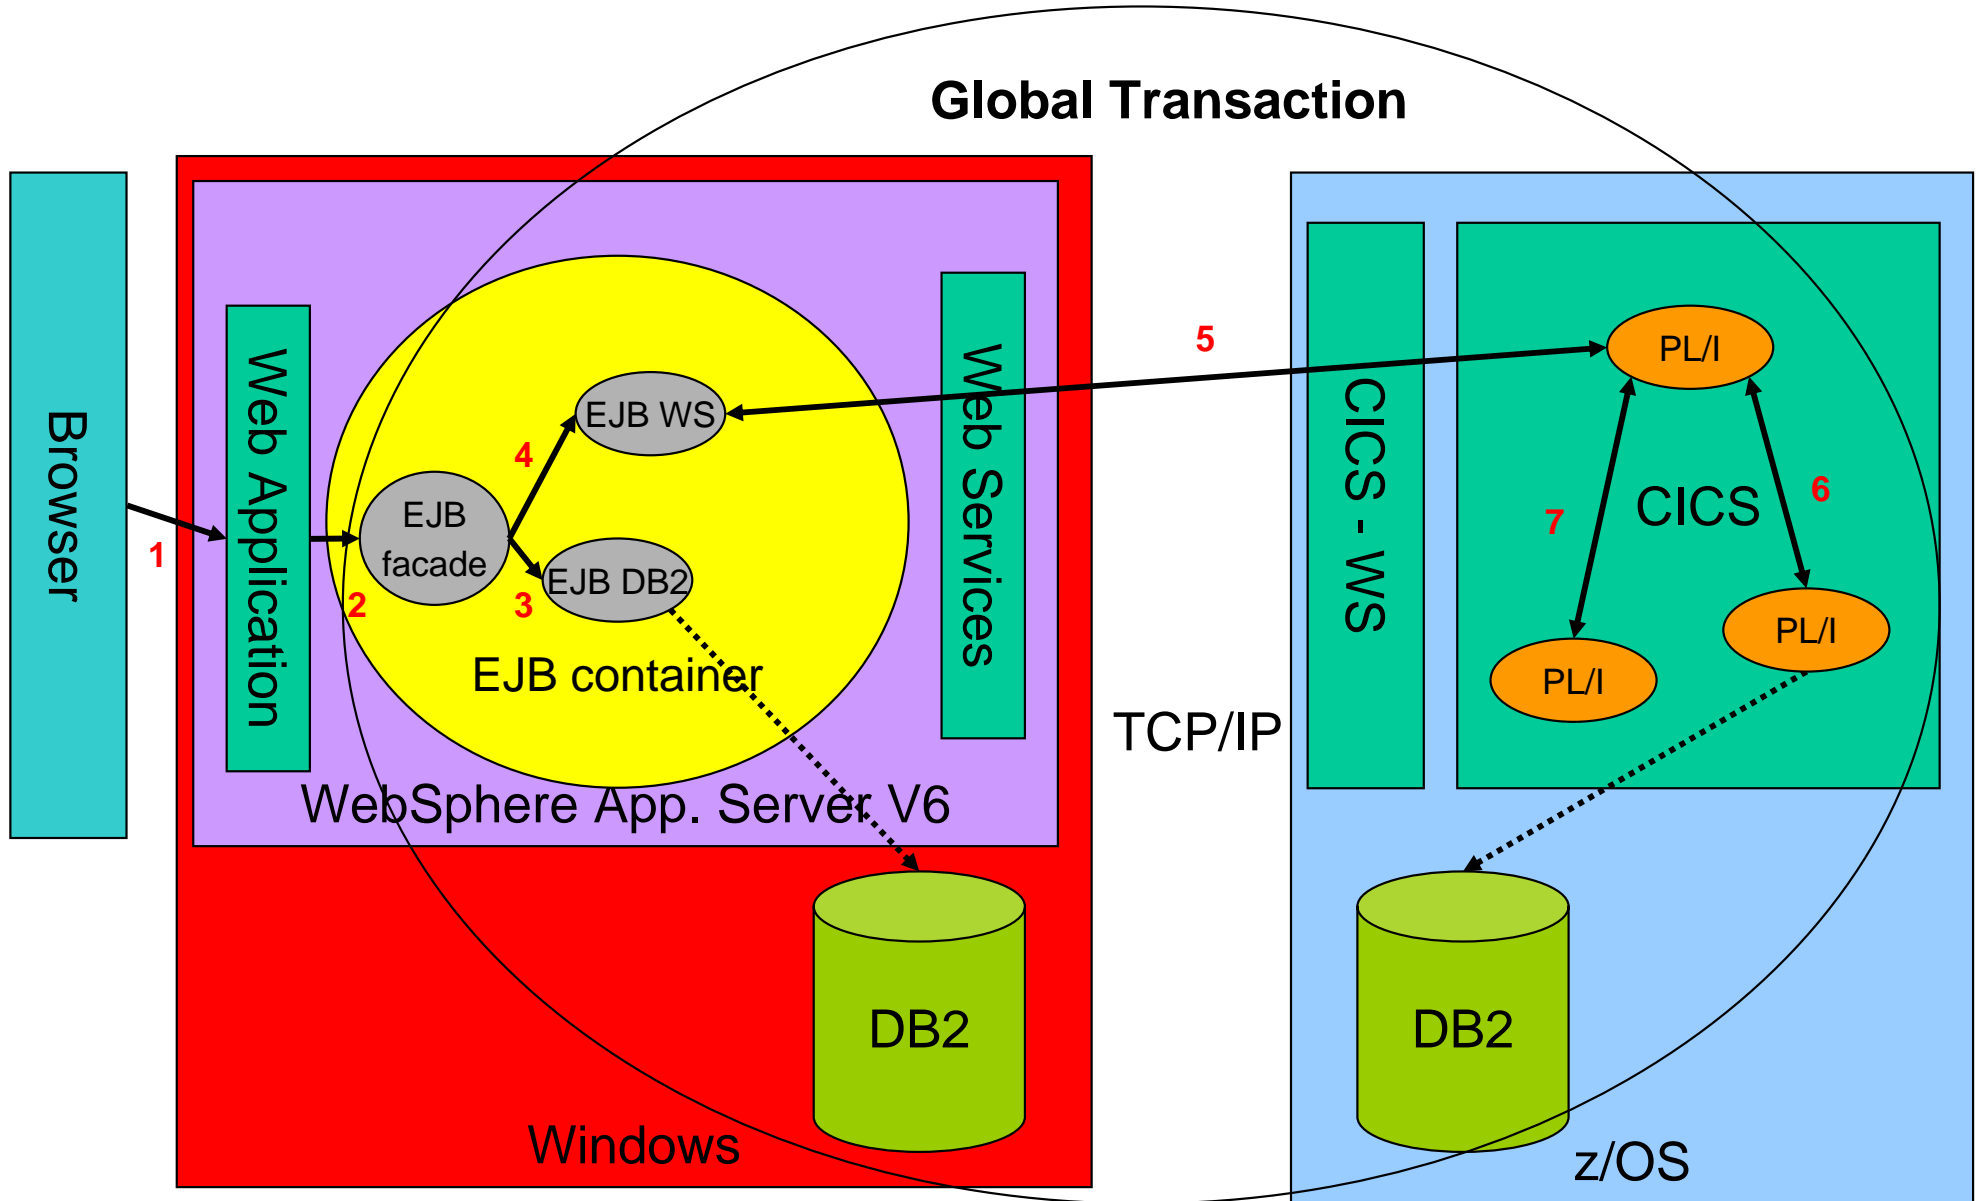 Global Transaction
Browser
1
Web Application
2
EJB
facade
3
4
EJB WS
EJB DB2
EJB container
Web Services
WebSphere App. Server V6
DB2
Windows
5
TCP/IP
CICS - WS
PL/I
7
CICS
6
PL/I
PL/I
DB2
z/OS